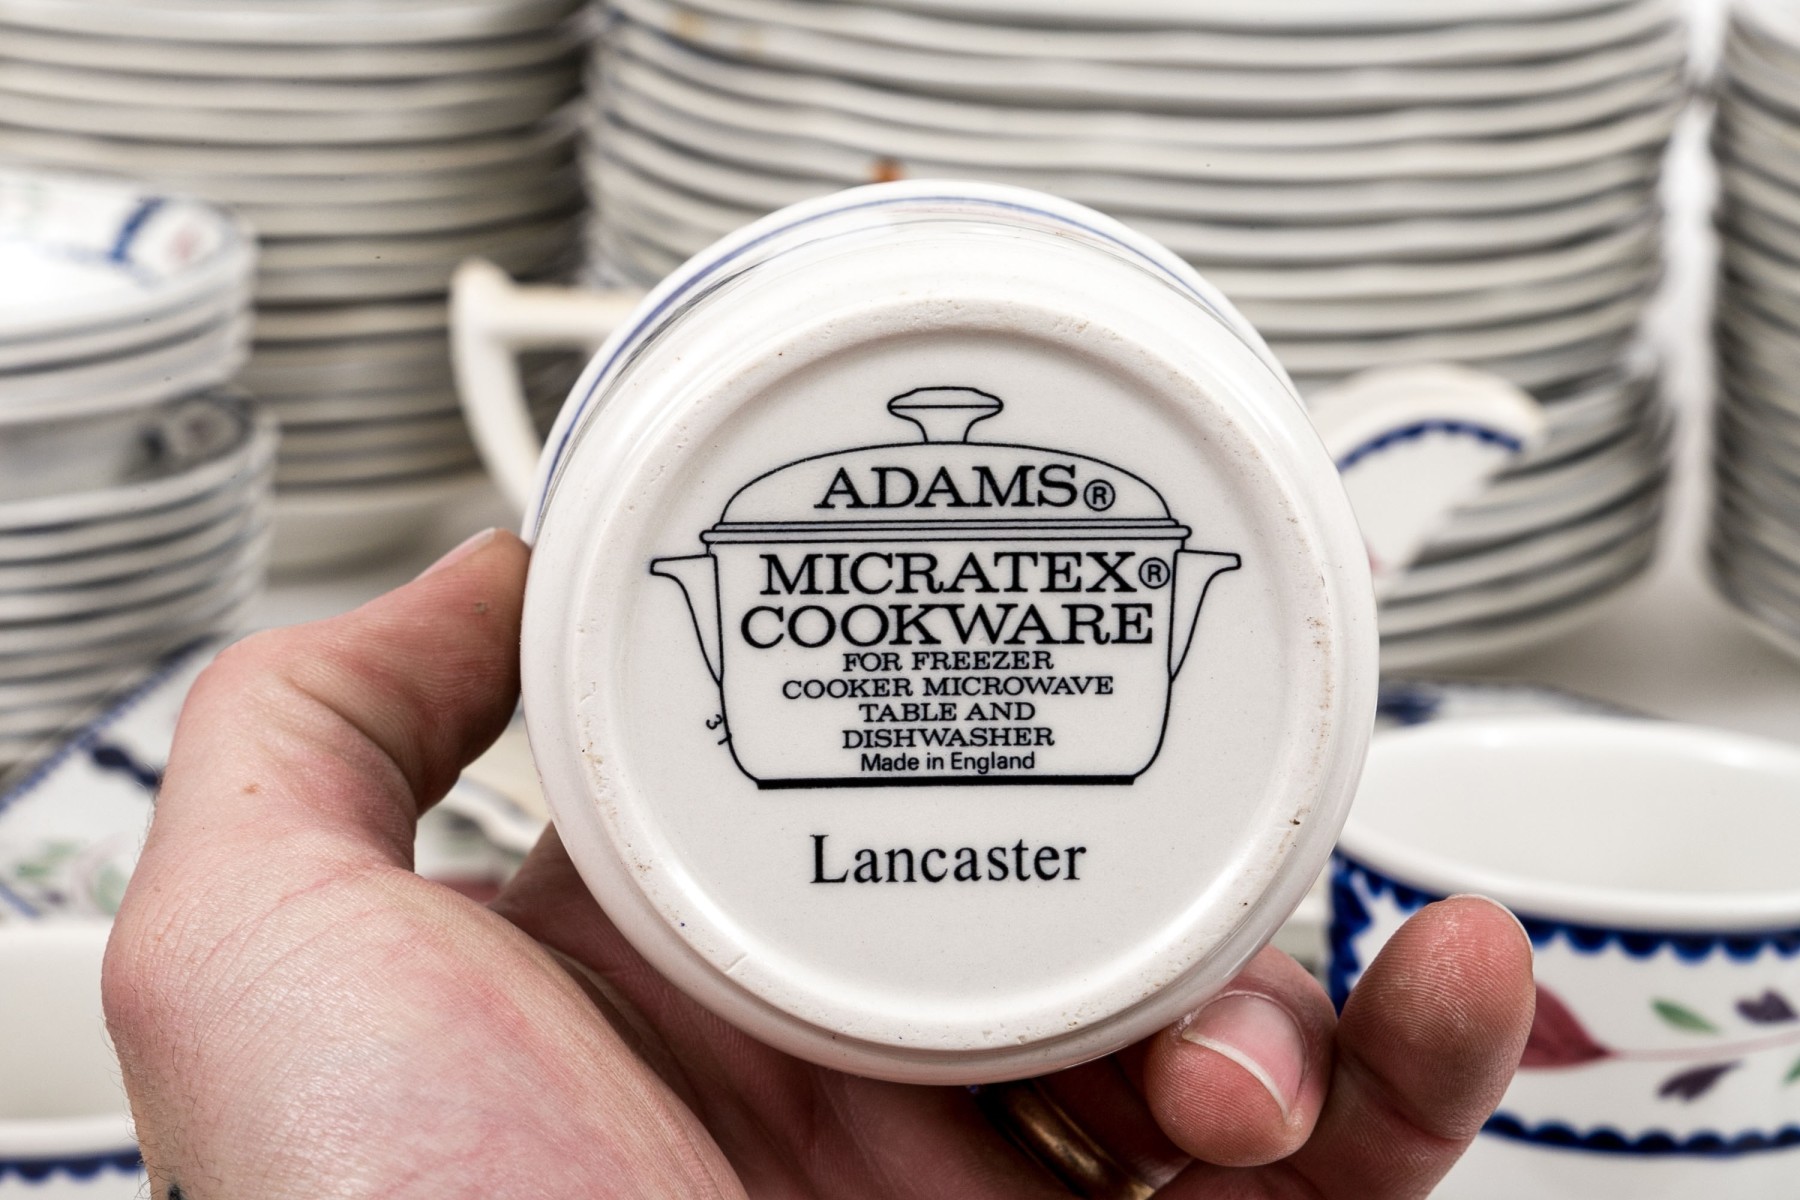 ADAMS®
MICRATEX®
COOKWARE
FOR FREEZER
COOKER MICROWAVE
TABLE AND
DISHWASHER
Made in England
Lancaster